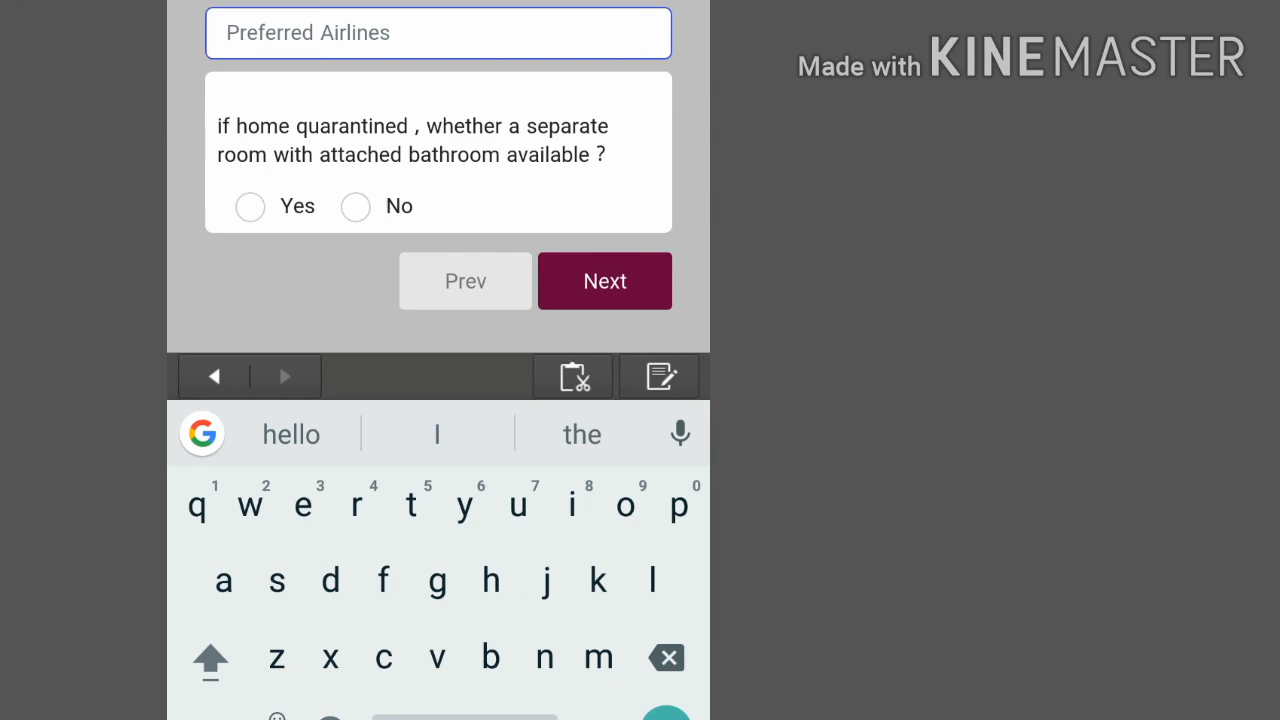 Preferred Airlines
Made with KINEMASTER
if home quarantined , whether a separate
room with attached bathroom available ?
Yes No
Prev Next
hello I the
1 2 3 4 5 6 7 8 9 0
q w e r t y u i o p
a s d f g h j k l
z x c v b n m